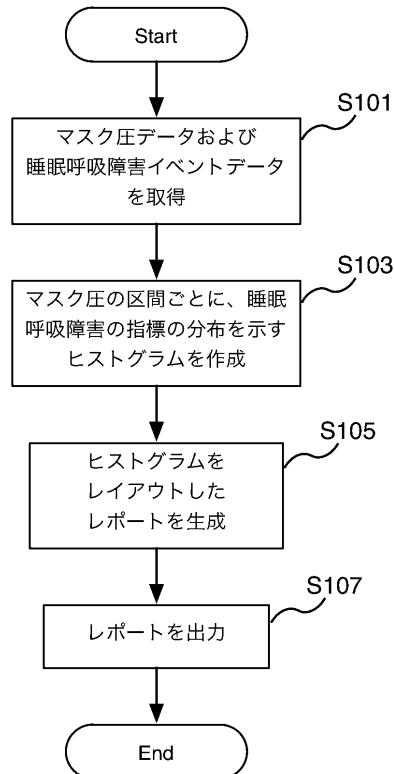 Start
S101
マスク圧データおよび
睡眠呼吸障害イベントデータ
を取得
S103
マスク圧の区間ごとに、睡眠
呼吸障害の指標の分布を示す
ヒストグラムを作成
S105
ヒストグラムを
レイアウトした
レポートを生成
S107
レポートを出力
End